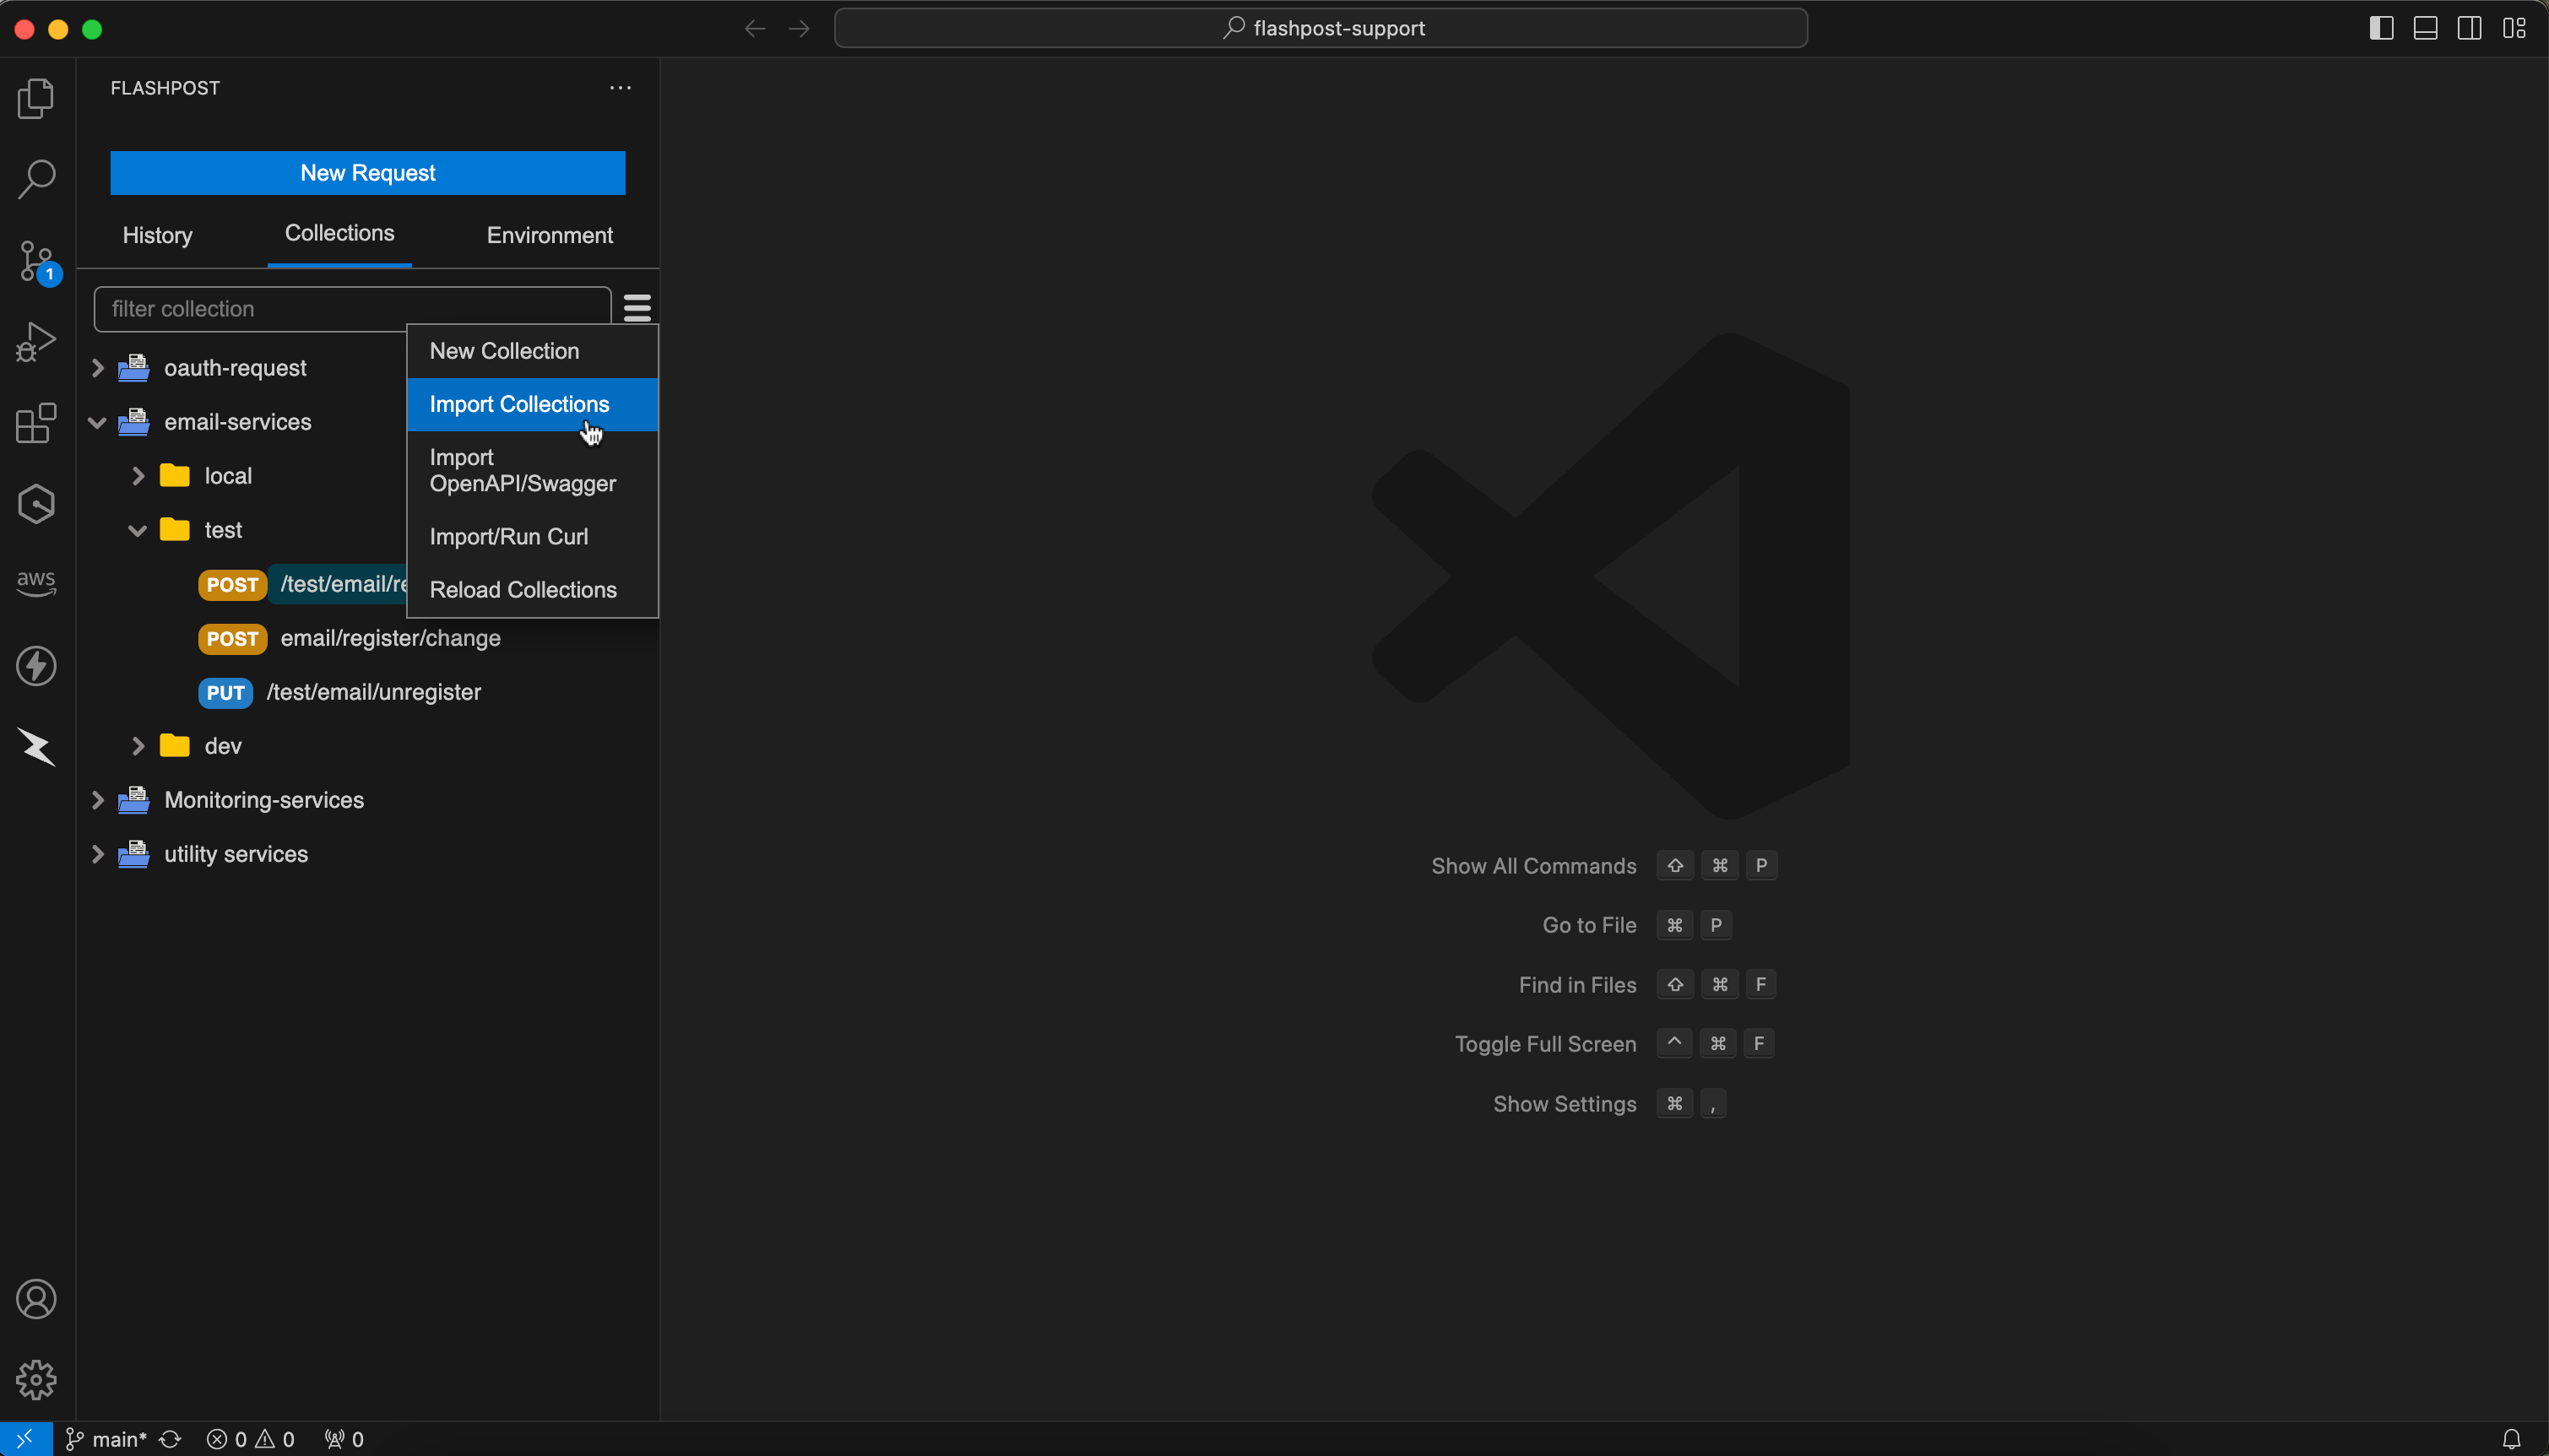 flashpost-support
FLASHPOST
New Request
History
Collections
Environment
filter collection
New Collection
Import Collections
Import
OpenAPI/Swagger
Import/Run Curl
Reload Collections
oauth-request
email-services
local
test
POST /test/email/re
POST email/register/change
PUT /test/email/unregister
dev
Monitoring-services
utility services
1
aws
Show All Commands ⇧ ⌘ P
Go to File ⌘ P
Find in Files ⇧ ⌘ F
Toggle Full Screen ^ ⌘ F
Show Settings ⌘ ,
main* 0 0 0